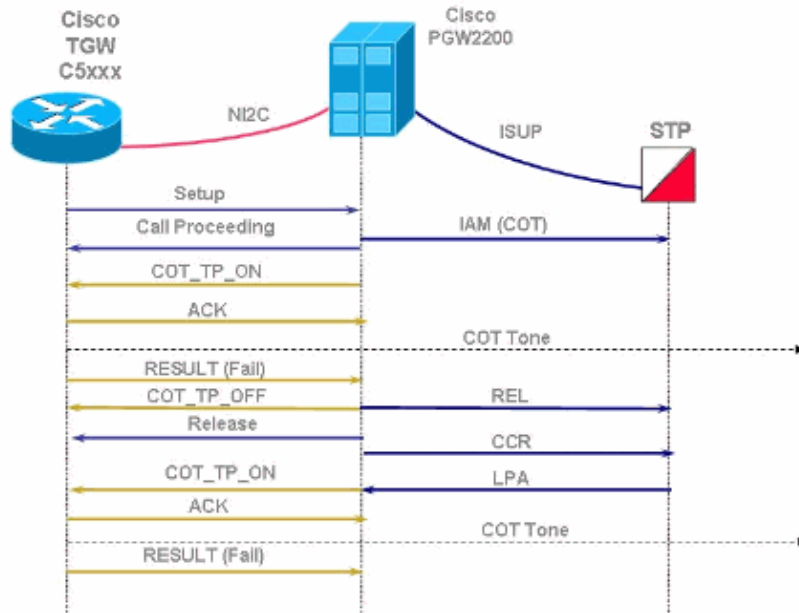 Cisco
TGW
C5xxx
Cisco
PGW2200
NI2C
ISUP
STP
Setup
Call Proceeding
IAM (COT)
COT_TP_ON
ACK
COT Tone
RESULT (Fail)
COT_TP_OFF
REL
Release
CCR
COT_TP_ON
LPA
ACK
COT Tone
RESULT (Fail)